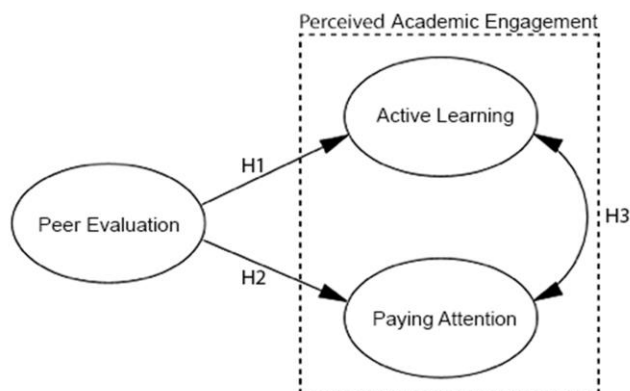 Perceived Academic Engagement
Active Learning
H1
Peer Evaluation
H3
H2
Paying Attention